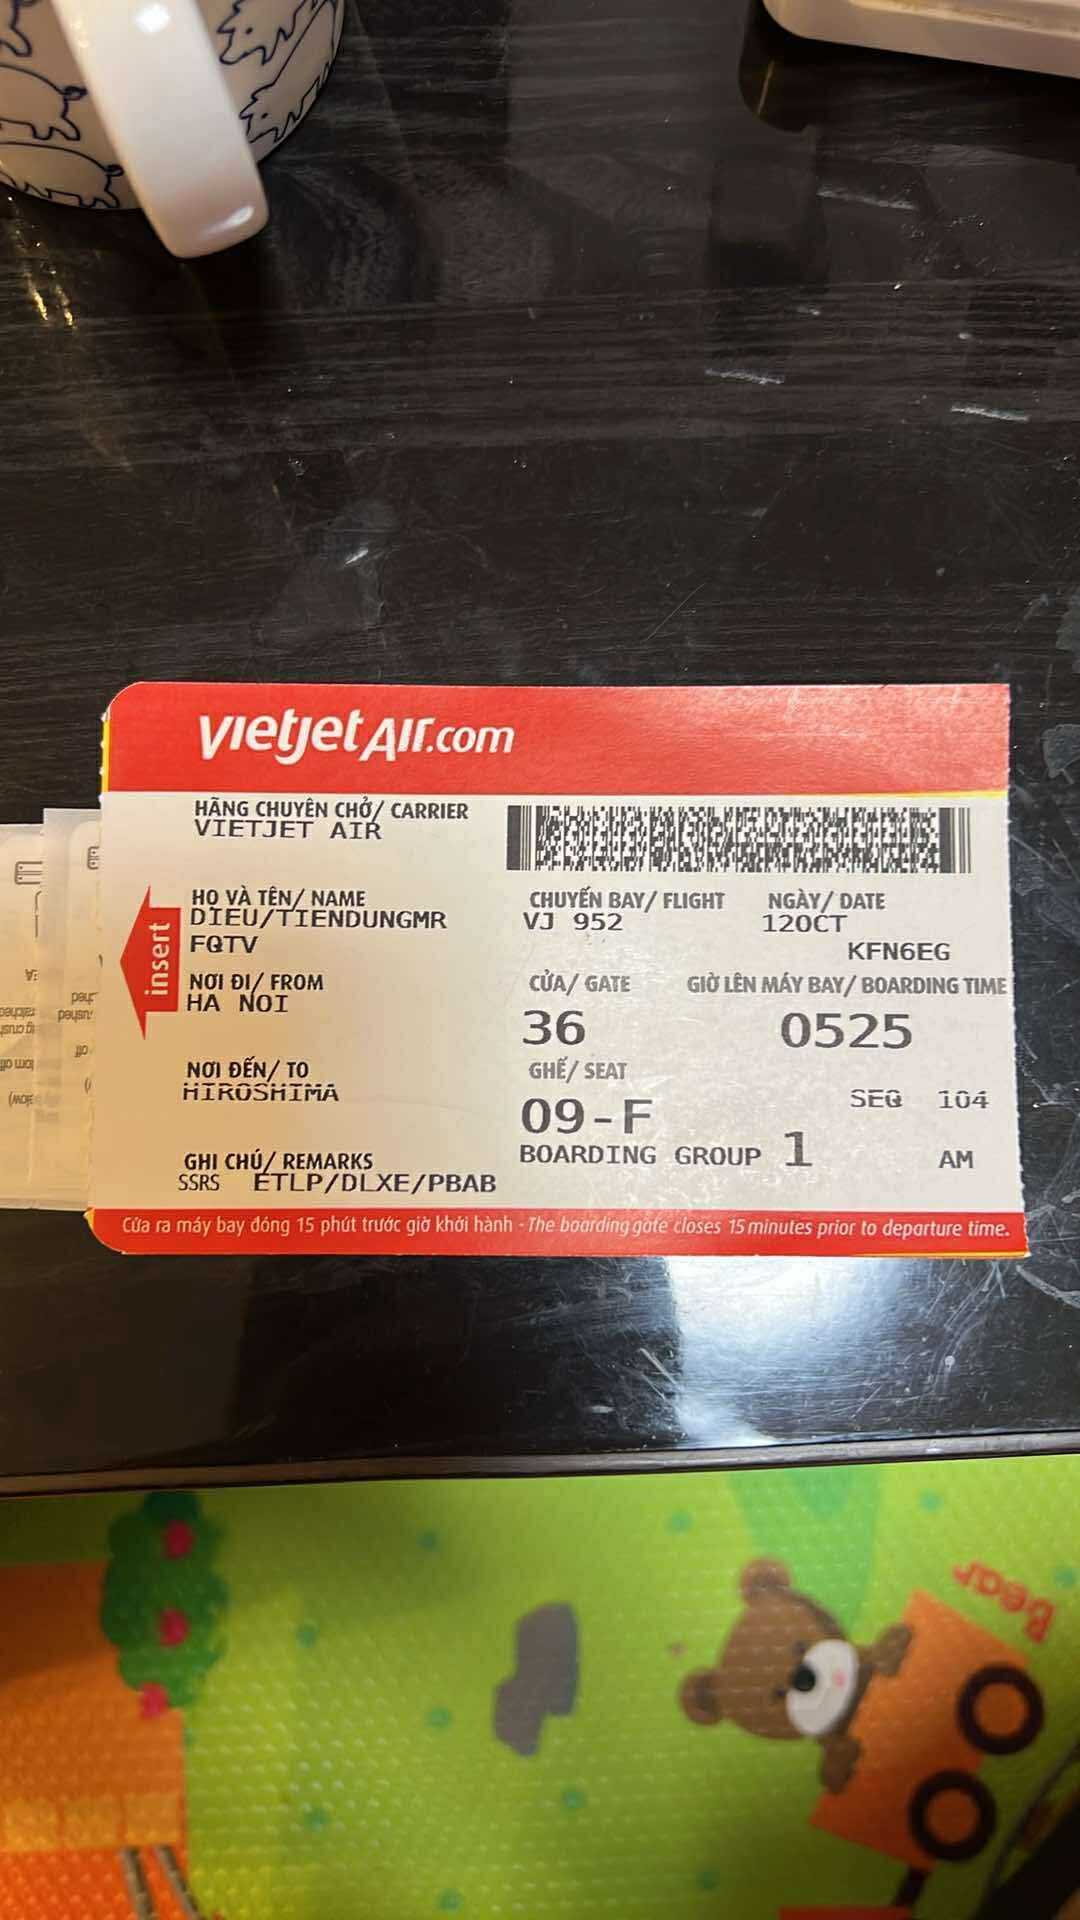 vietjetAir.com
HÃNG CHUYÊN CHỞ/ CARRIER
VIETJET AIR
HỌ VÀ TÊN/ NAME
DIEU/TIENDUNGMR
FQTV
CHUYẾN BAY/ FLIGHT
VJ 952
NGÀY/ DATE
12OCT
KFN6EG
insert
NƠI ĐI/ FROM
HA NOI
CỬA/ GATE
36
GIỜ LÊN MÁY BAY/ BOARDING TIME
0525
NƠI ĐẾN/ TO
HIROSHIMA
GHẾ/ SEAT
09-F
SEQ 104
BOARDING GROUP 1
AM
GHI CHÚ/ REMARKS
SSRS ETLP/DLXE/PBAB
Cửa ra máy bay đóng 15 phút trước giờ khởi hành - The boarding gate closes 15 minutes prior to departure time.
Bear